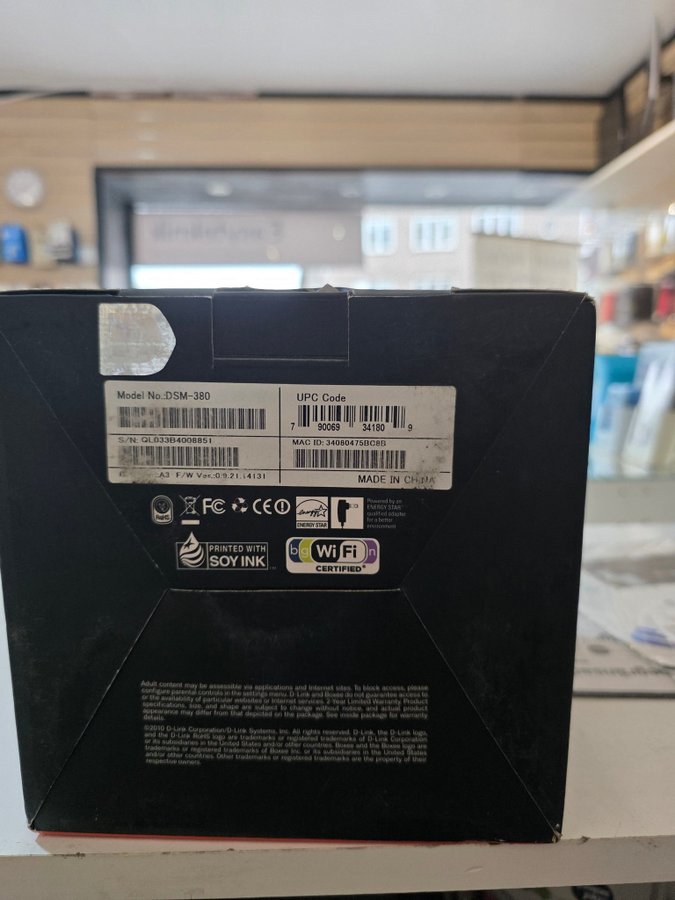 Model No.:DSM-380
UPC Code
7 90069 34180 9
S/N: QL033B4008851
MAC ID: 34080475BC8B
A3 F/W Ver.:0.9.21.14131
MADE IN CHINA
RoHS
FC CE
ENERGY STAR
Powered by an
ENERGY STAR
qualified adapter
for a better
environment
PRINTED WITH
SOY INK
bg Wi Fi n
CERTIFIED®
Adult content may be accessible via applications and Internet sites. To block access, please
configure parental controls in the settings menu. D-Link and Boxee do not guarantee access to
or the availability of particular websites or Internet services. 2-Year Limited Warranty. Product
specifications, size, and shape are subject to change without notice, and actual product
appearance may differ from that depicted on the package. See inside package for warranty
details.
©2010 D-Link Corporation/D-Link Systems, Inc. All rights reserved. D-Link, the D-Link logo,
and the D-Link RoHS logo are trademarks or registered trademarks of D-Link Corporation
or its subsidiaries in the United States and/or other countries. Boxee and the Boxee logo are
trademarks or registered trademarks of Boxee Inc. or its subsidiaries in the United States
and/or other countries. Other trademarks or registered trademarks are the property of their
respective owners.